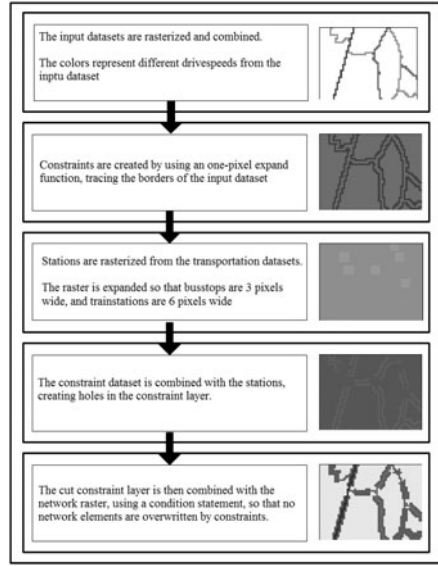 The input datasets are rasterized and combined.
The colors represent different drivespeeds from the
inptu dataset
Constraints are created by using an one-pixel expand
function, tracing the borders of the input dataset
Stations are rasterized from the transportation datasets.
The raster is expanded so that busstops are 3 pixels
wide, and trainstations are 6 pixels wide
The constraint dataset is combined with the stations,
creating holes in the constraint layer.
The cut constraint layer is then combined with the
network raster, using a condition statement, so that no
network elements are overwritten by constraints.